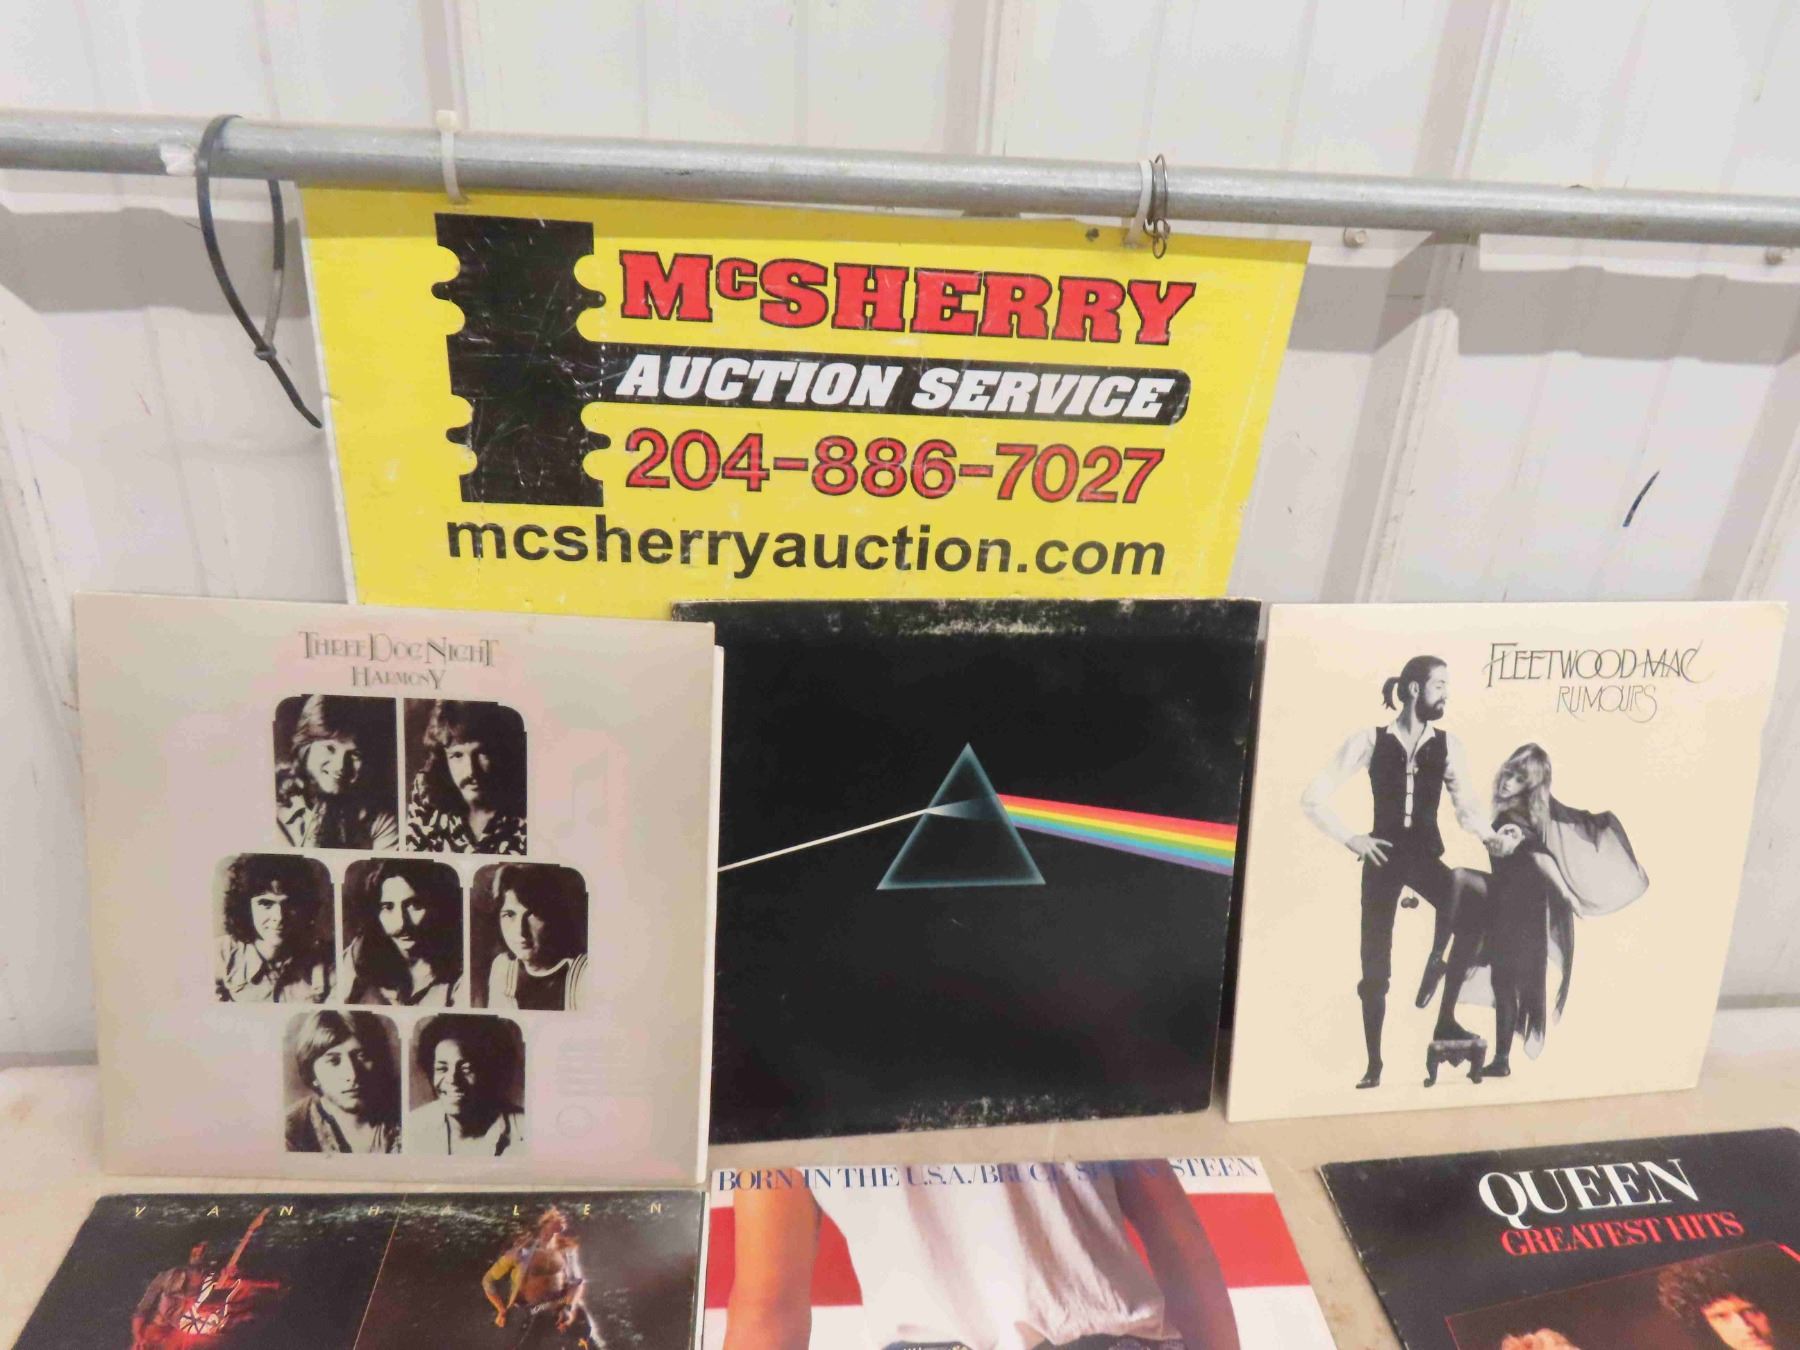 McSHERRY
AUCTION SERVICE
204-886-7027
mcsherryauction.com
THREE DOG NIGHT
HARMONY
FLEETWOOD MAC
RUMOURS
VAN HALEN
BORN IN THE U.S.A./BRUCE SPRINGSTEEN
QUEEN
GREATEST HITS